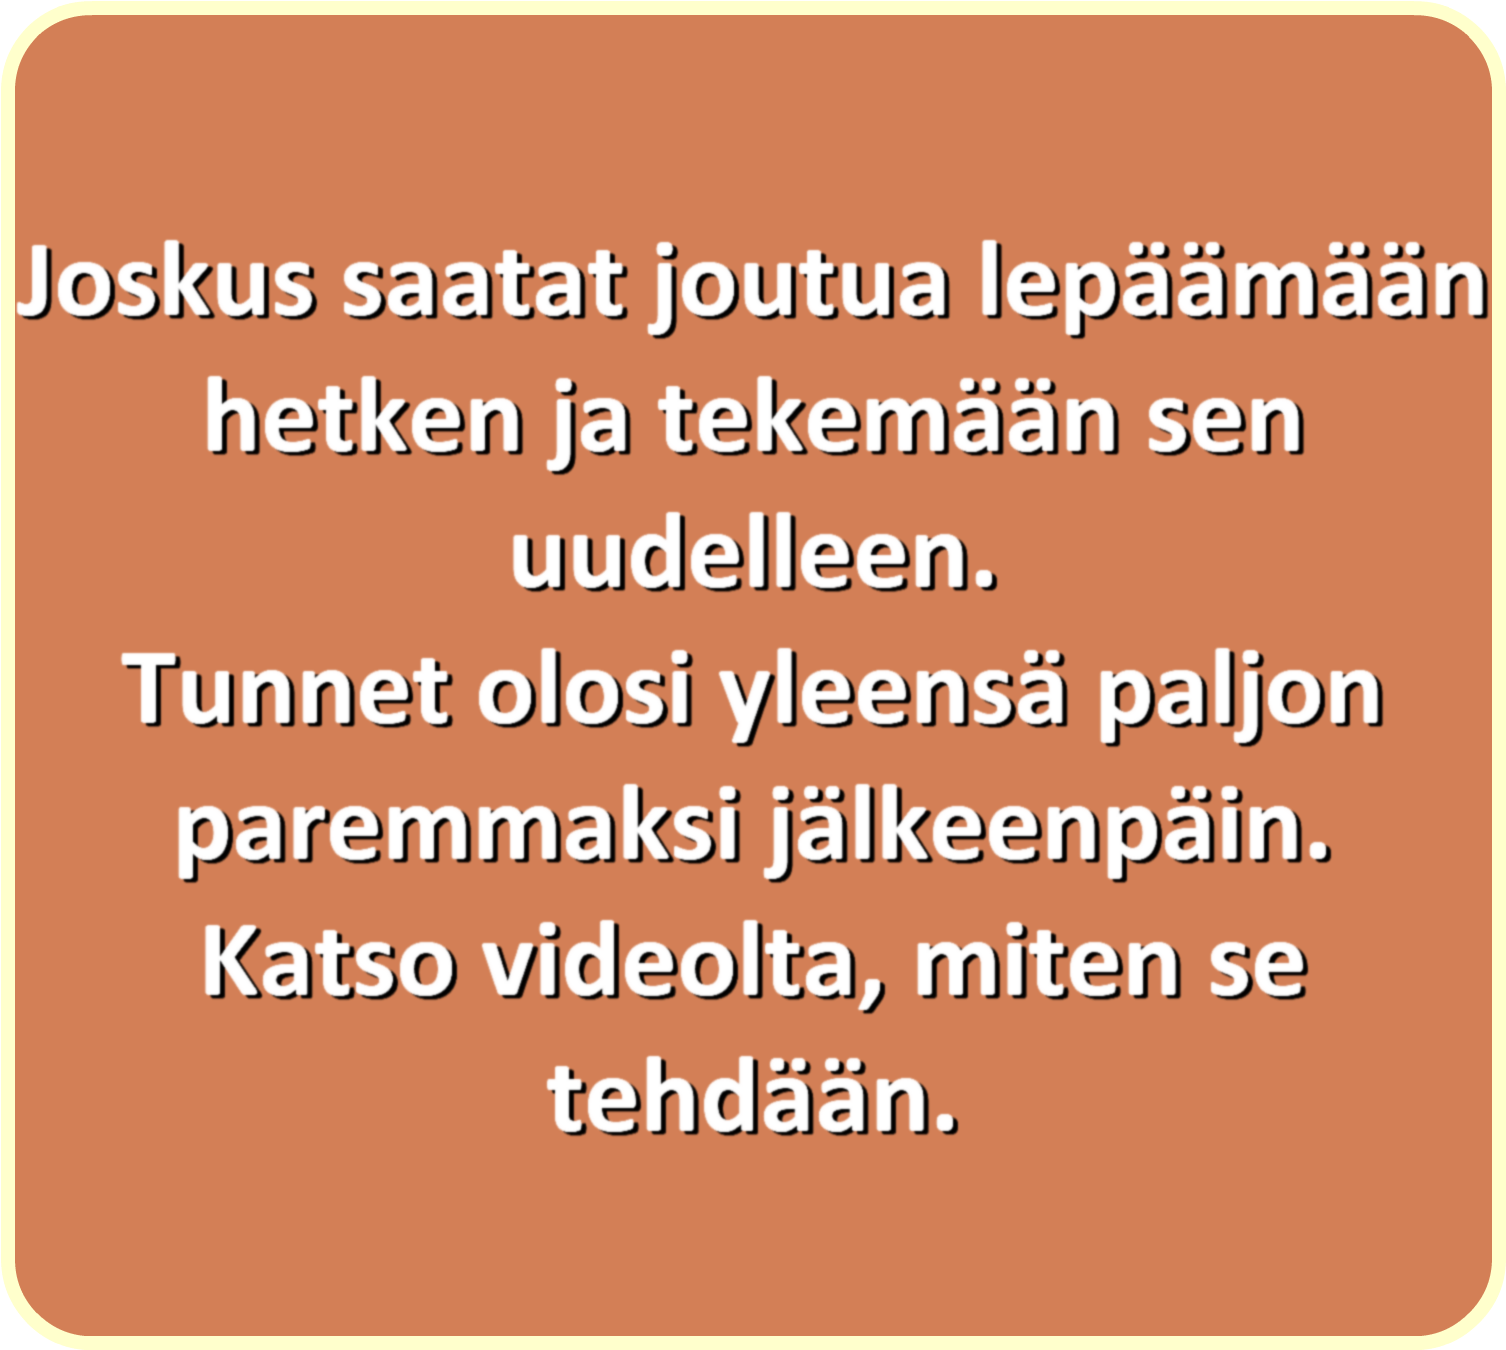 Joskus saatat joutua lepäämään
hetken ja tekemään sen
uudelleen.
Tunnet olosi yleensä paljon
paremmaksi jälkeenpäin.
Katso videolta, miten se
tehdään.